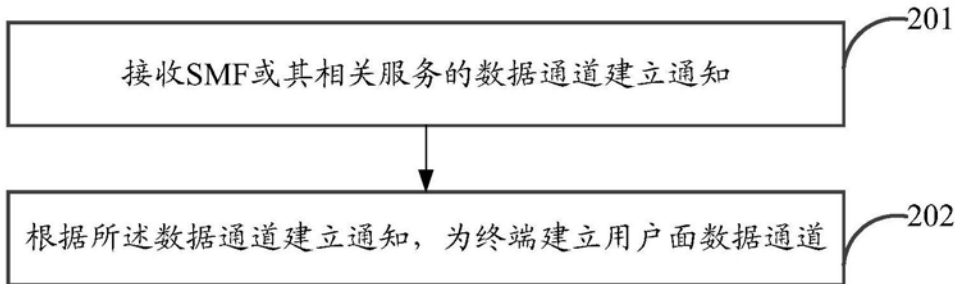 201
接收SMF或其相关服务的数据通道建立通知
202
根据所述数据通道建立通知，为终端建立用户面数据通道